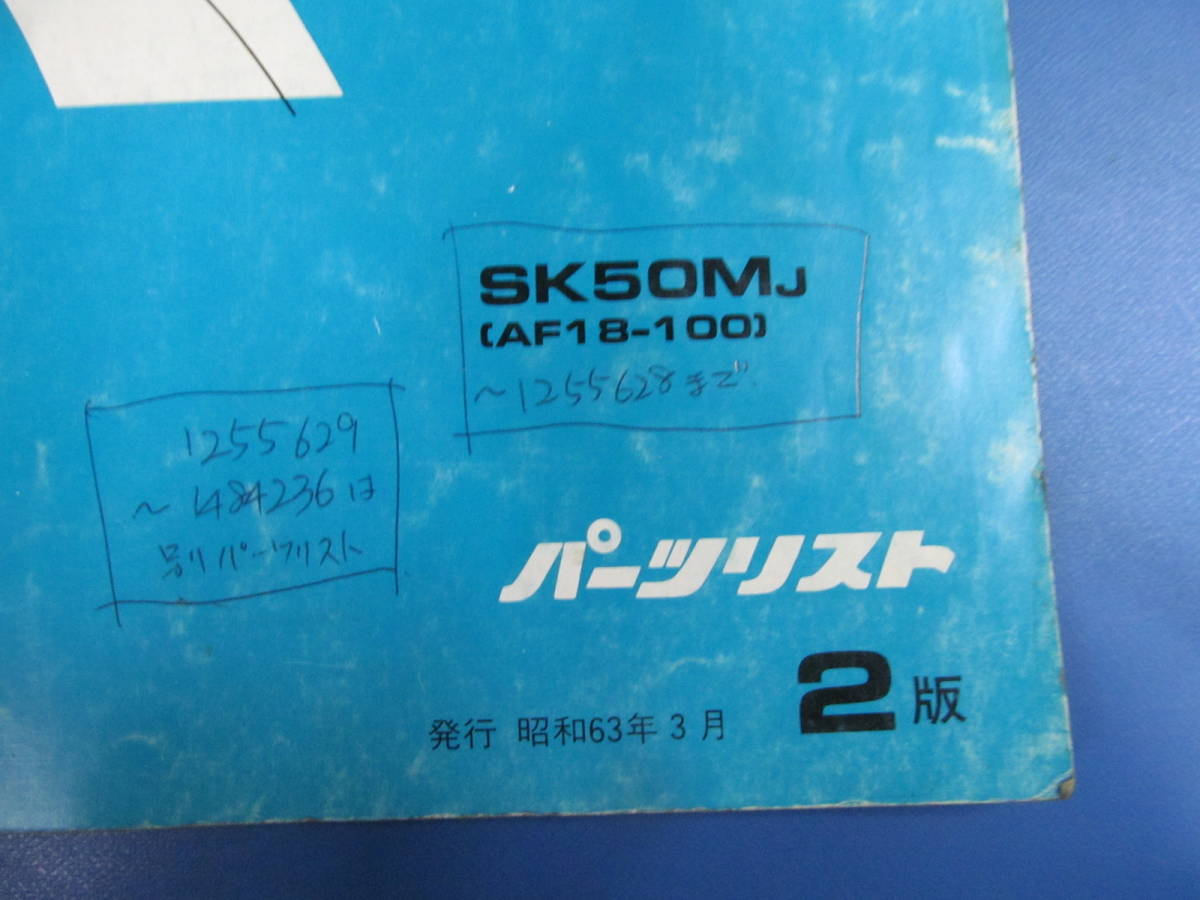 SK50MJ
(AF18-100)
～1255628まで
1255629
～1484236は
別パーツリスト
パーツリスト
2版
発行 昭和63年3月